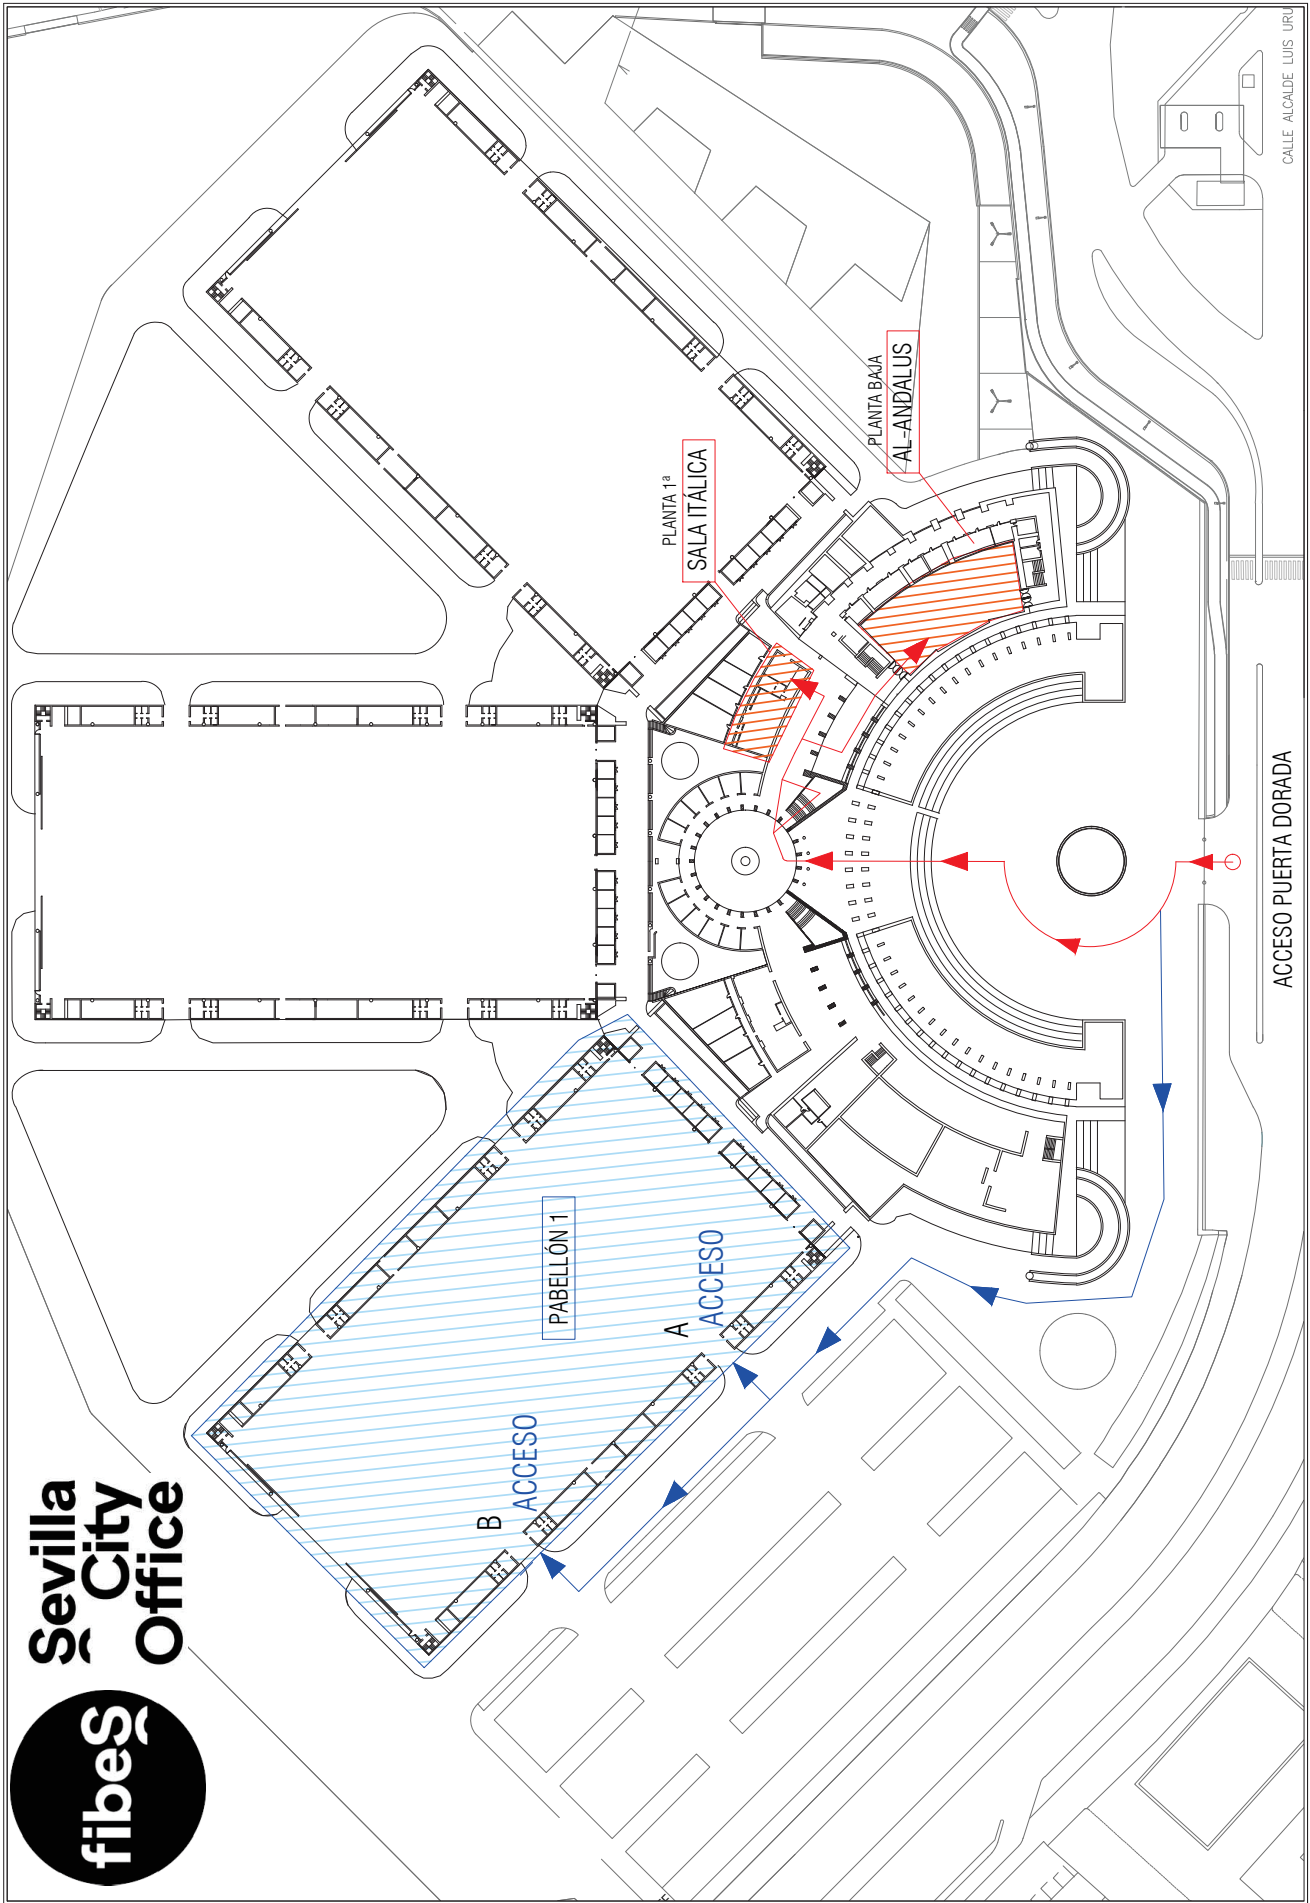 fibeS
Sevilla
City
Office
B
ACCESO
PABELLÓN 1
A
ACCESO
PLANTA 1ª
SALA ITÁLICA
PLANTA BAJA
AL-ANDALUS
ACCESO PUERTA DORADA
CALLE ALCALDE LUIS URU